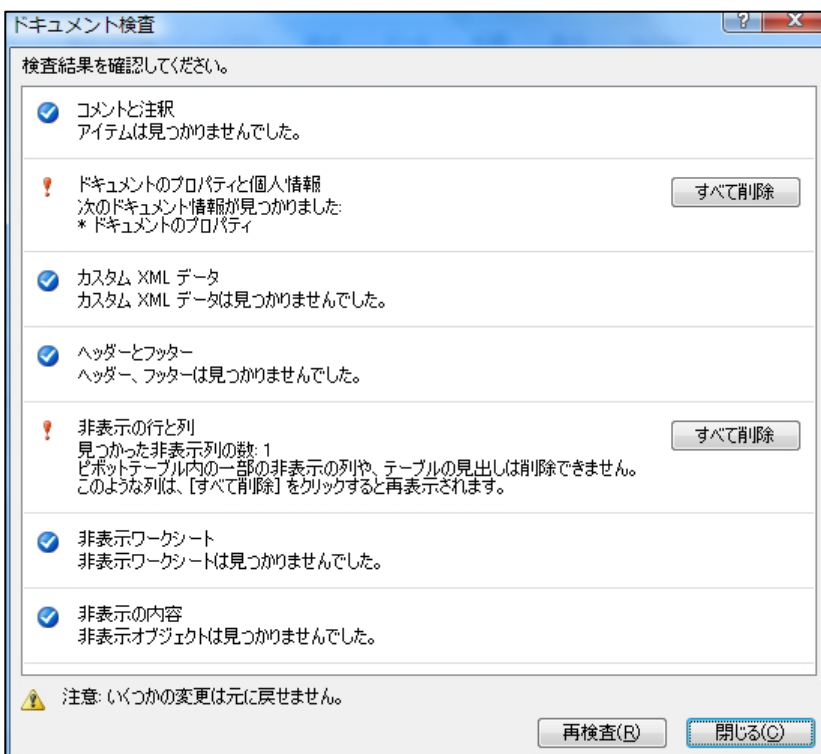 ドキュメント検査
検査結果を確認してください。
コメントと注釈
アイテムは見つかりませんでした。
ドキュメントのプロパティと個人情報
すべて削除
次のドキュメント情報が見つかりました:
* ドキュメントのプロパティ
カスタム XML データ
カスタム XML データは見つかりませんでした。
ヘッダーとフッター
ヘッダー、フッターは見つかりませんでした。
非表示の行と列
すべて削除
見つかった非表示列の数: 1
ピボットテーブル内の一部の非表示の列や、テーブルの見出しは削除できません。
このような列は、[すべて削除] をクリックすると再表示されます。
非表示ワークシート
非表示ワークシートは見つかりませんでした。
非表示の内容
非表示オブジェクトは見つかりませんでした。
注意: いくつかの変更は元に戻せません。
再検査(R)
閉じる(C)